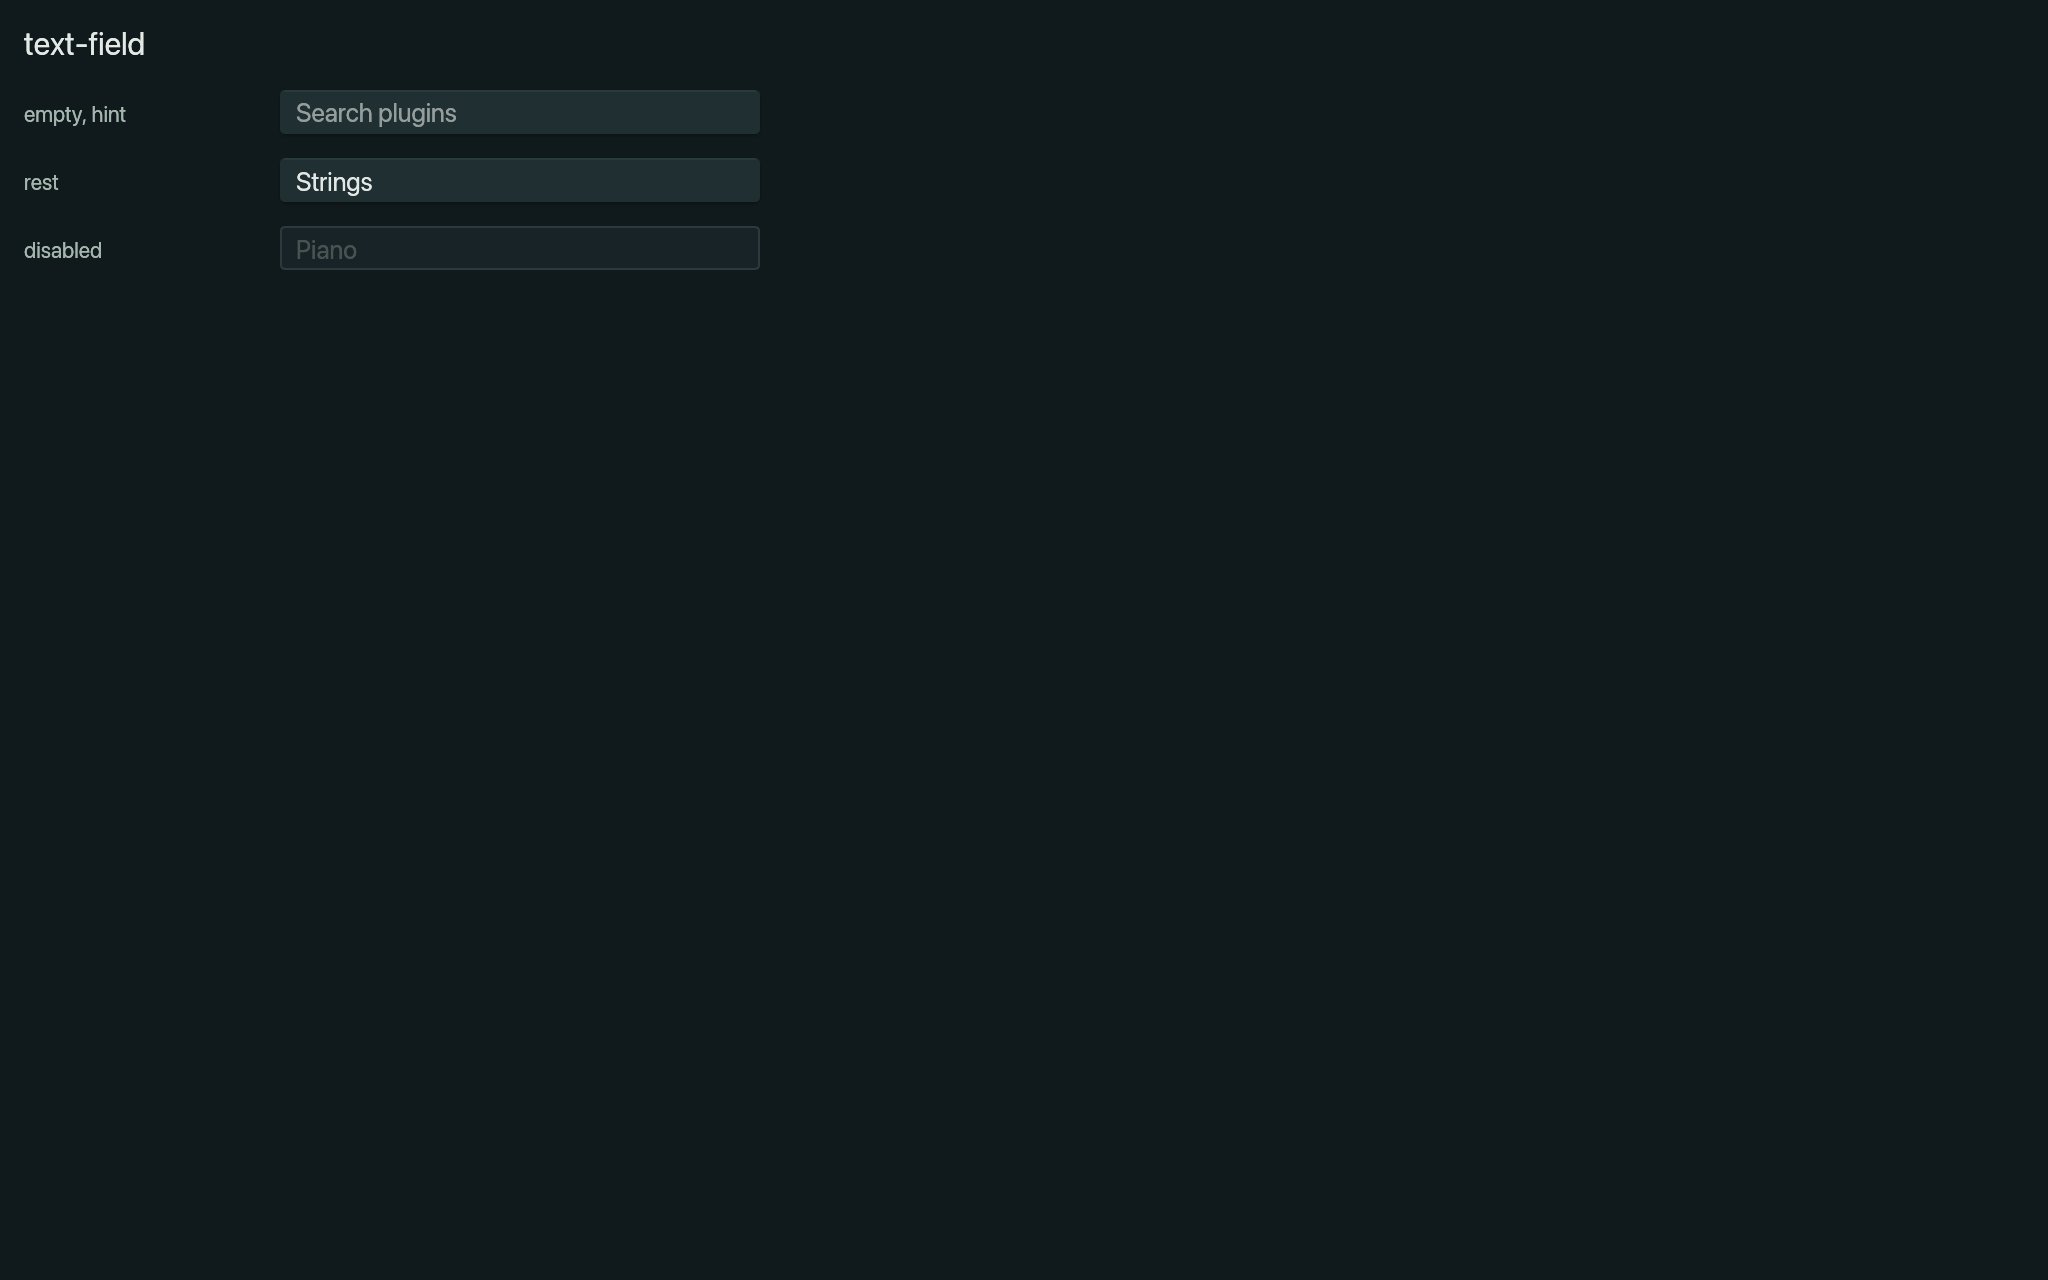 text-field
empty, hint
Search plugins
rest
Strings
disabled
Piano